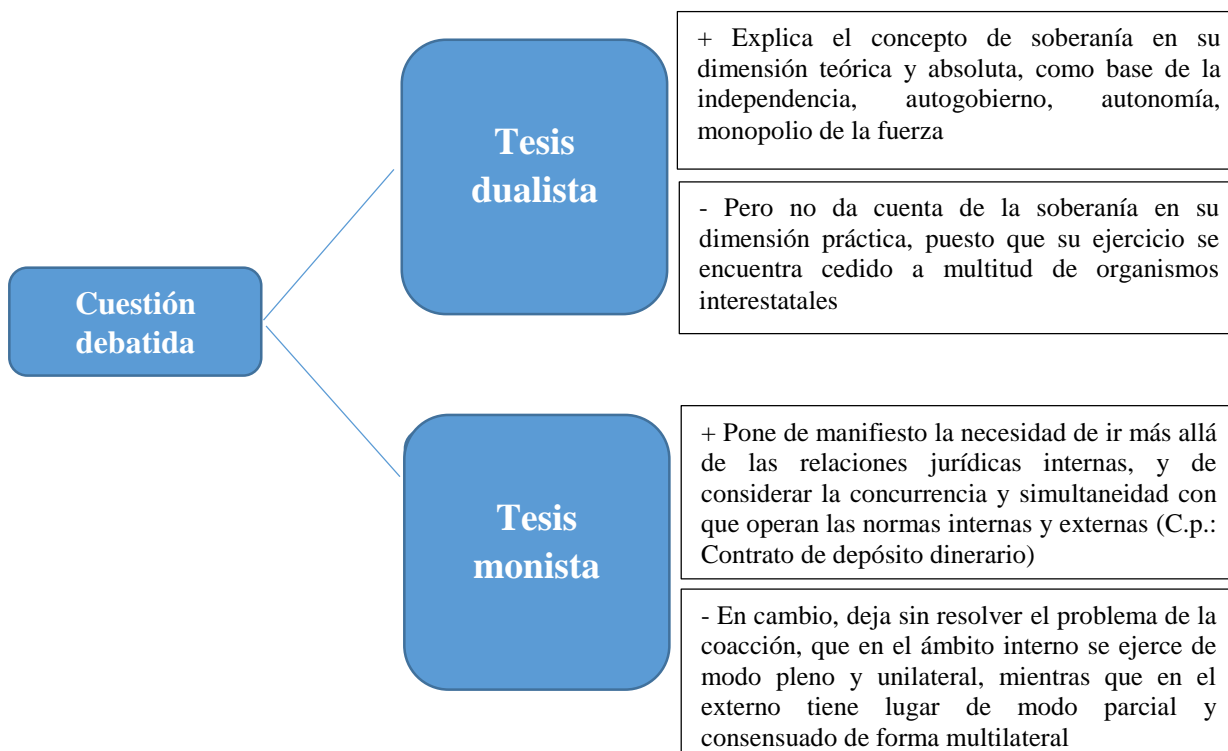 Cuestión
debatida
Tesis
dualista
+ Explica el concepto de soberanía en su
dimensión teórica y absoluta, como base de la
independencia, autogobierno, autonomía,
monopolio de la fuerza
- Pero no da cuenta de la soberanía en su
dimensión práctica, puesto que su ejercicio se
encuentra cedido a multitud de organismos
interestatales
Tesis
monista
+ Pone de manifiesto la necesidad de ir más allá
de las relaciones jurídicas internas, y de
considerar la concurrencia y simultaneidad con
que operan las normas internas y externas (C.p.:
Contrato de depósito dinerario)
- En cambio, deja sin resolver el problema de la
coacción, que en el ámbito interno se ejerce de
modo pleno y unilateral, mientras que en el
externo tiene lugar de modo parcial y
consensuado de forma multilateral